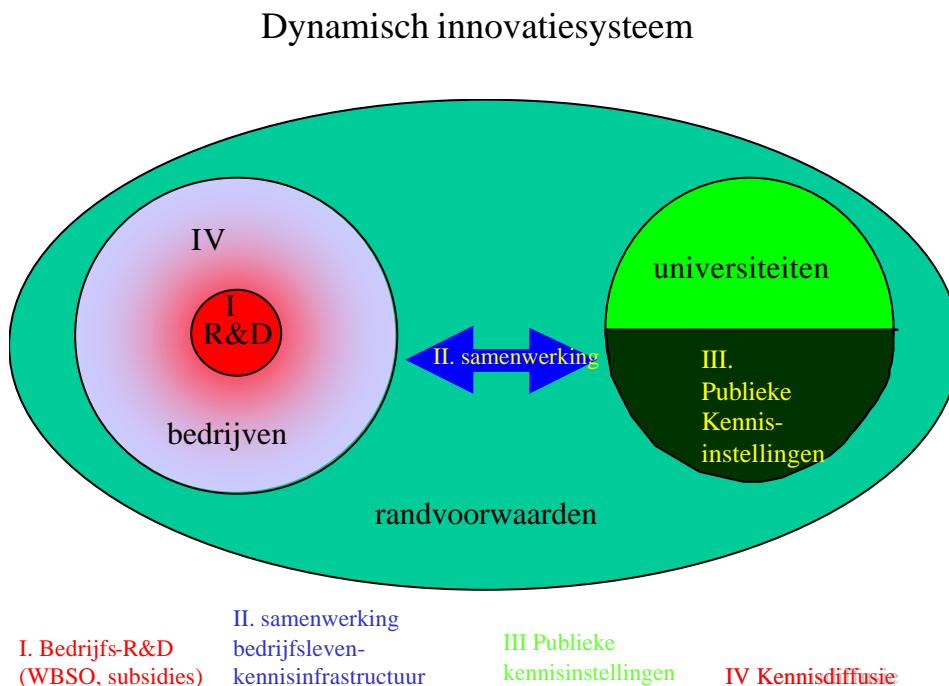 Dynamisch innovatiesysteem
IV
I
R&D
bedrijven
II. samenwerking
universiteiten
III.
Publieke
Kennis-
instellingen
randvoorwaarden
I. Bedrijfs-R&D
(WBSO, subsidies)
II. samenwerking
bedrijfsleven-
kennisinfrastructuur
III Publieke
kennisinstellingen
IV Kennisdiffusie